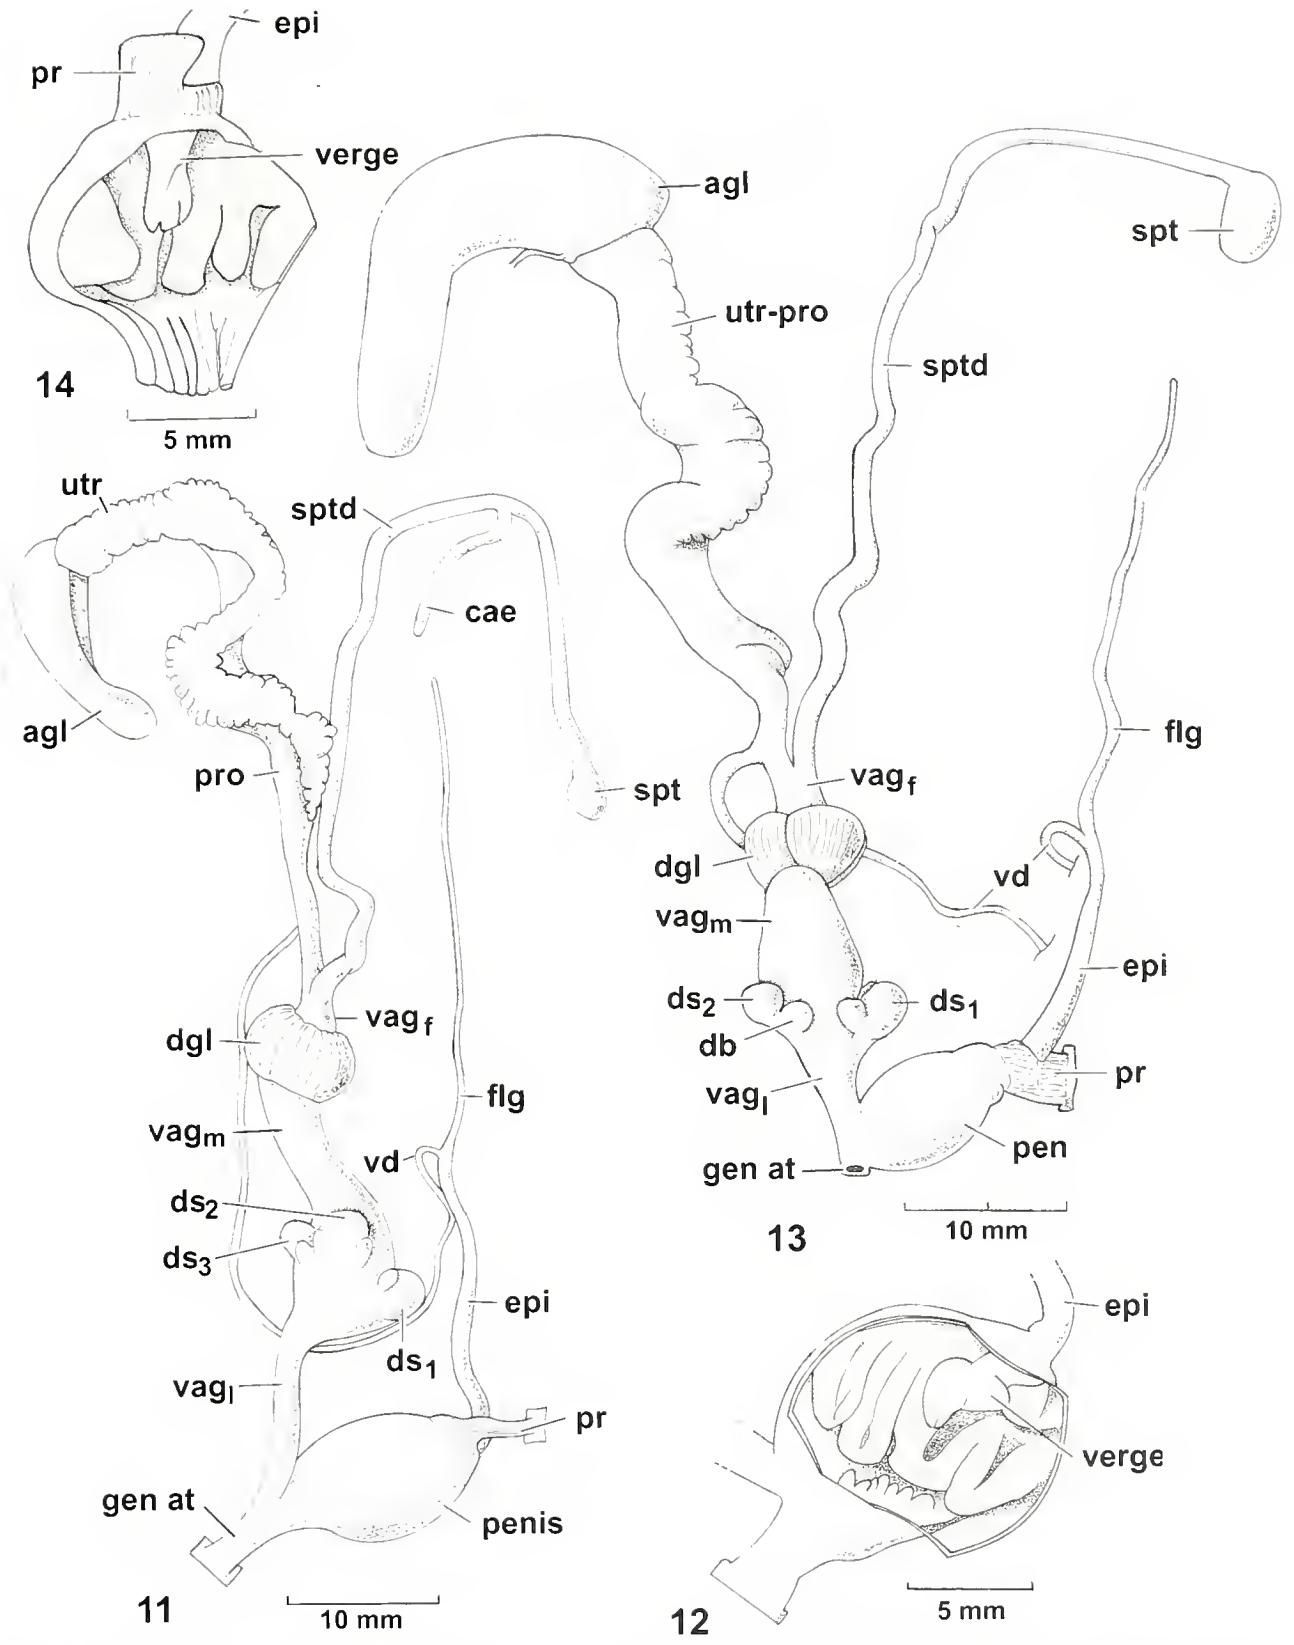 epi
pr
verge
14
5 mm
agl
utr-pro
spt
sptd
flg
vag f
dgl
vag m
vd
epi
ds2
ds1
db
vag l
pr
pen
gen at
13
10 mm
utr
sptd
cae
agl
pro
spt
vag f
dgl
flg
vag m
vd
ds2
ds3
epi
ds1
vag l
pr
gen at
penis
11
10 mm
epi
verge
12
5 mm